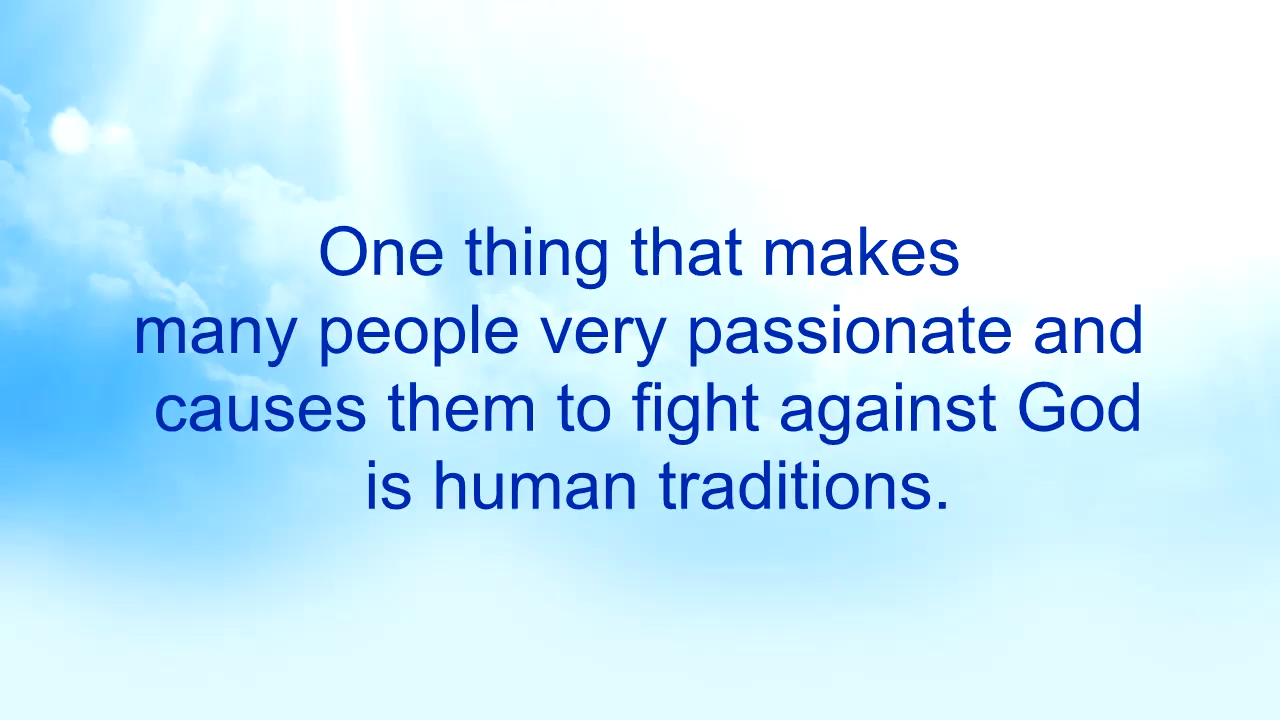 One thing that makes
many people very passionate and
causes them to fight against God
is human traditions.